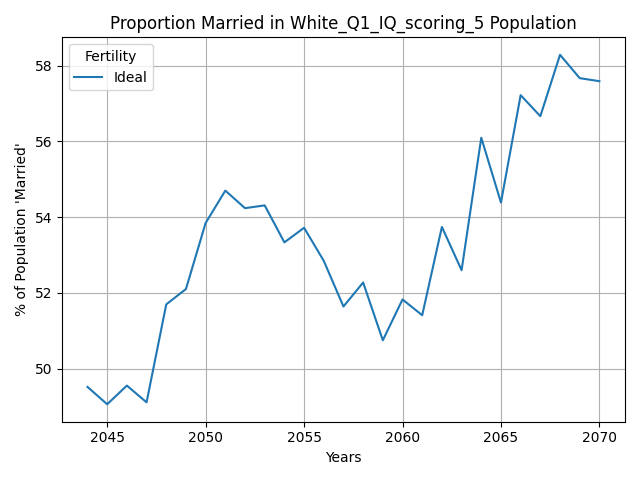 Proportion Married in White_Q1_IQ_scoring_5 Population
Fertility
Ideal
% of Population 'Married'
58
56
54
52
50
2045 2050 2055 2060 2065 2070
Years